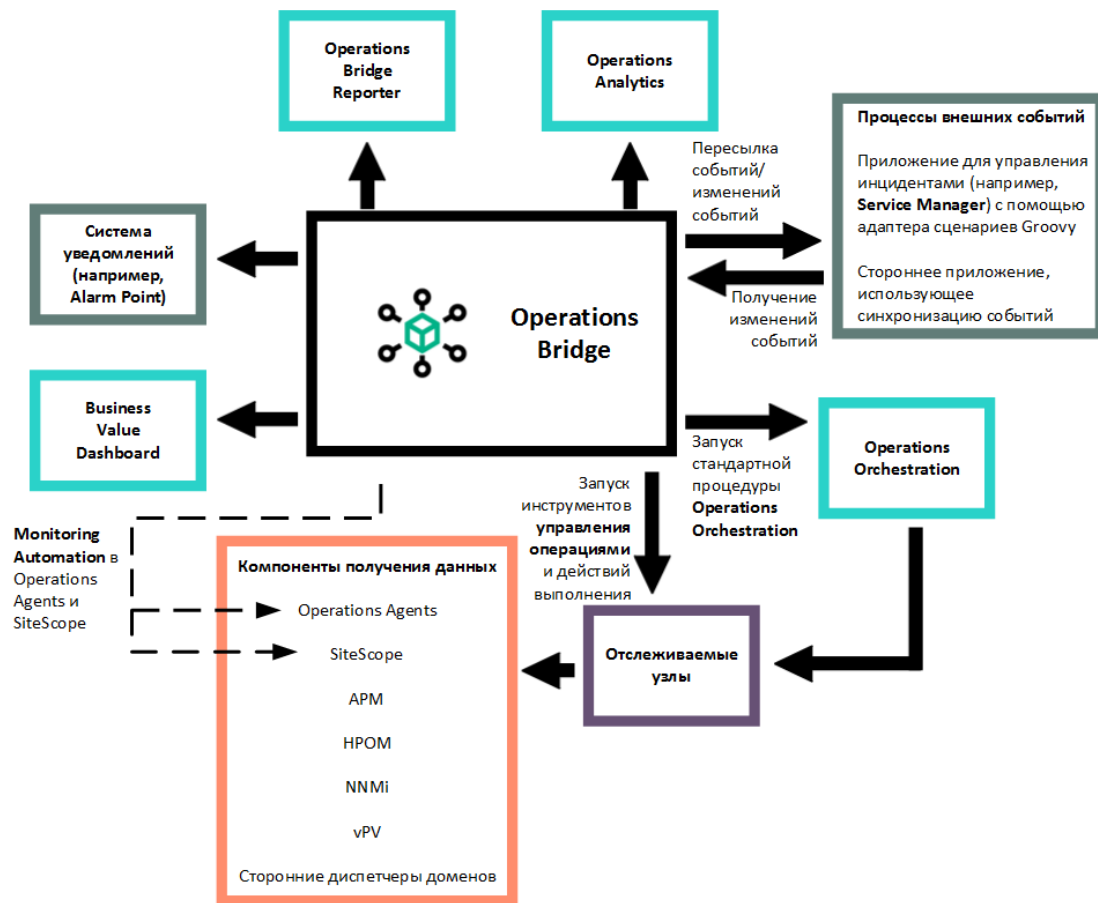 Operations
Bridge
Reporter
Operations
Analytics
Процессы внешних событий
Приложение для управления
инцидентами (например,
Service Manager) с помощью
адаптера сценариев Groovy
Стороннее приложение,
использующее
синхронизацию событий
Пересылка
событий/
изменений
событий
Получение
изменений
событий
Система
уведомлений
(например,
Alarm Point)
Operations
Bridge
Business
Value
Dashboard
Запуск
стандартной
процедуры
Operations
Orchestration
Operations
Orchestration
Запуск
инструментов
управления
операциями
и действий
выполнения
Monitoring
Automation в
Operations
Agents и
SiteScope
Компоненты получения данных
Operations Agents
SiteScope
APM
HPOM
NNMi
vPV
Сторонние диспетчеры доменов
Отслеживаемые
узлы